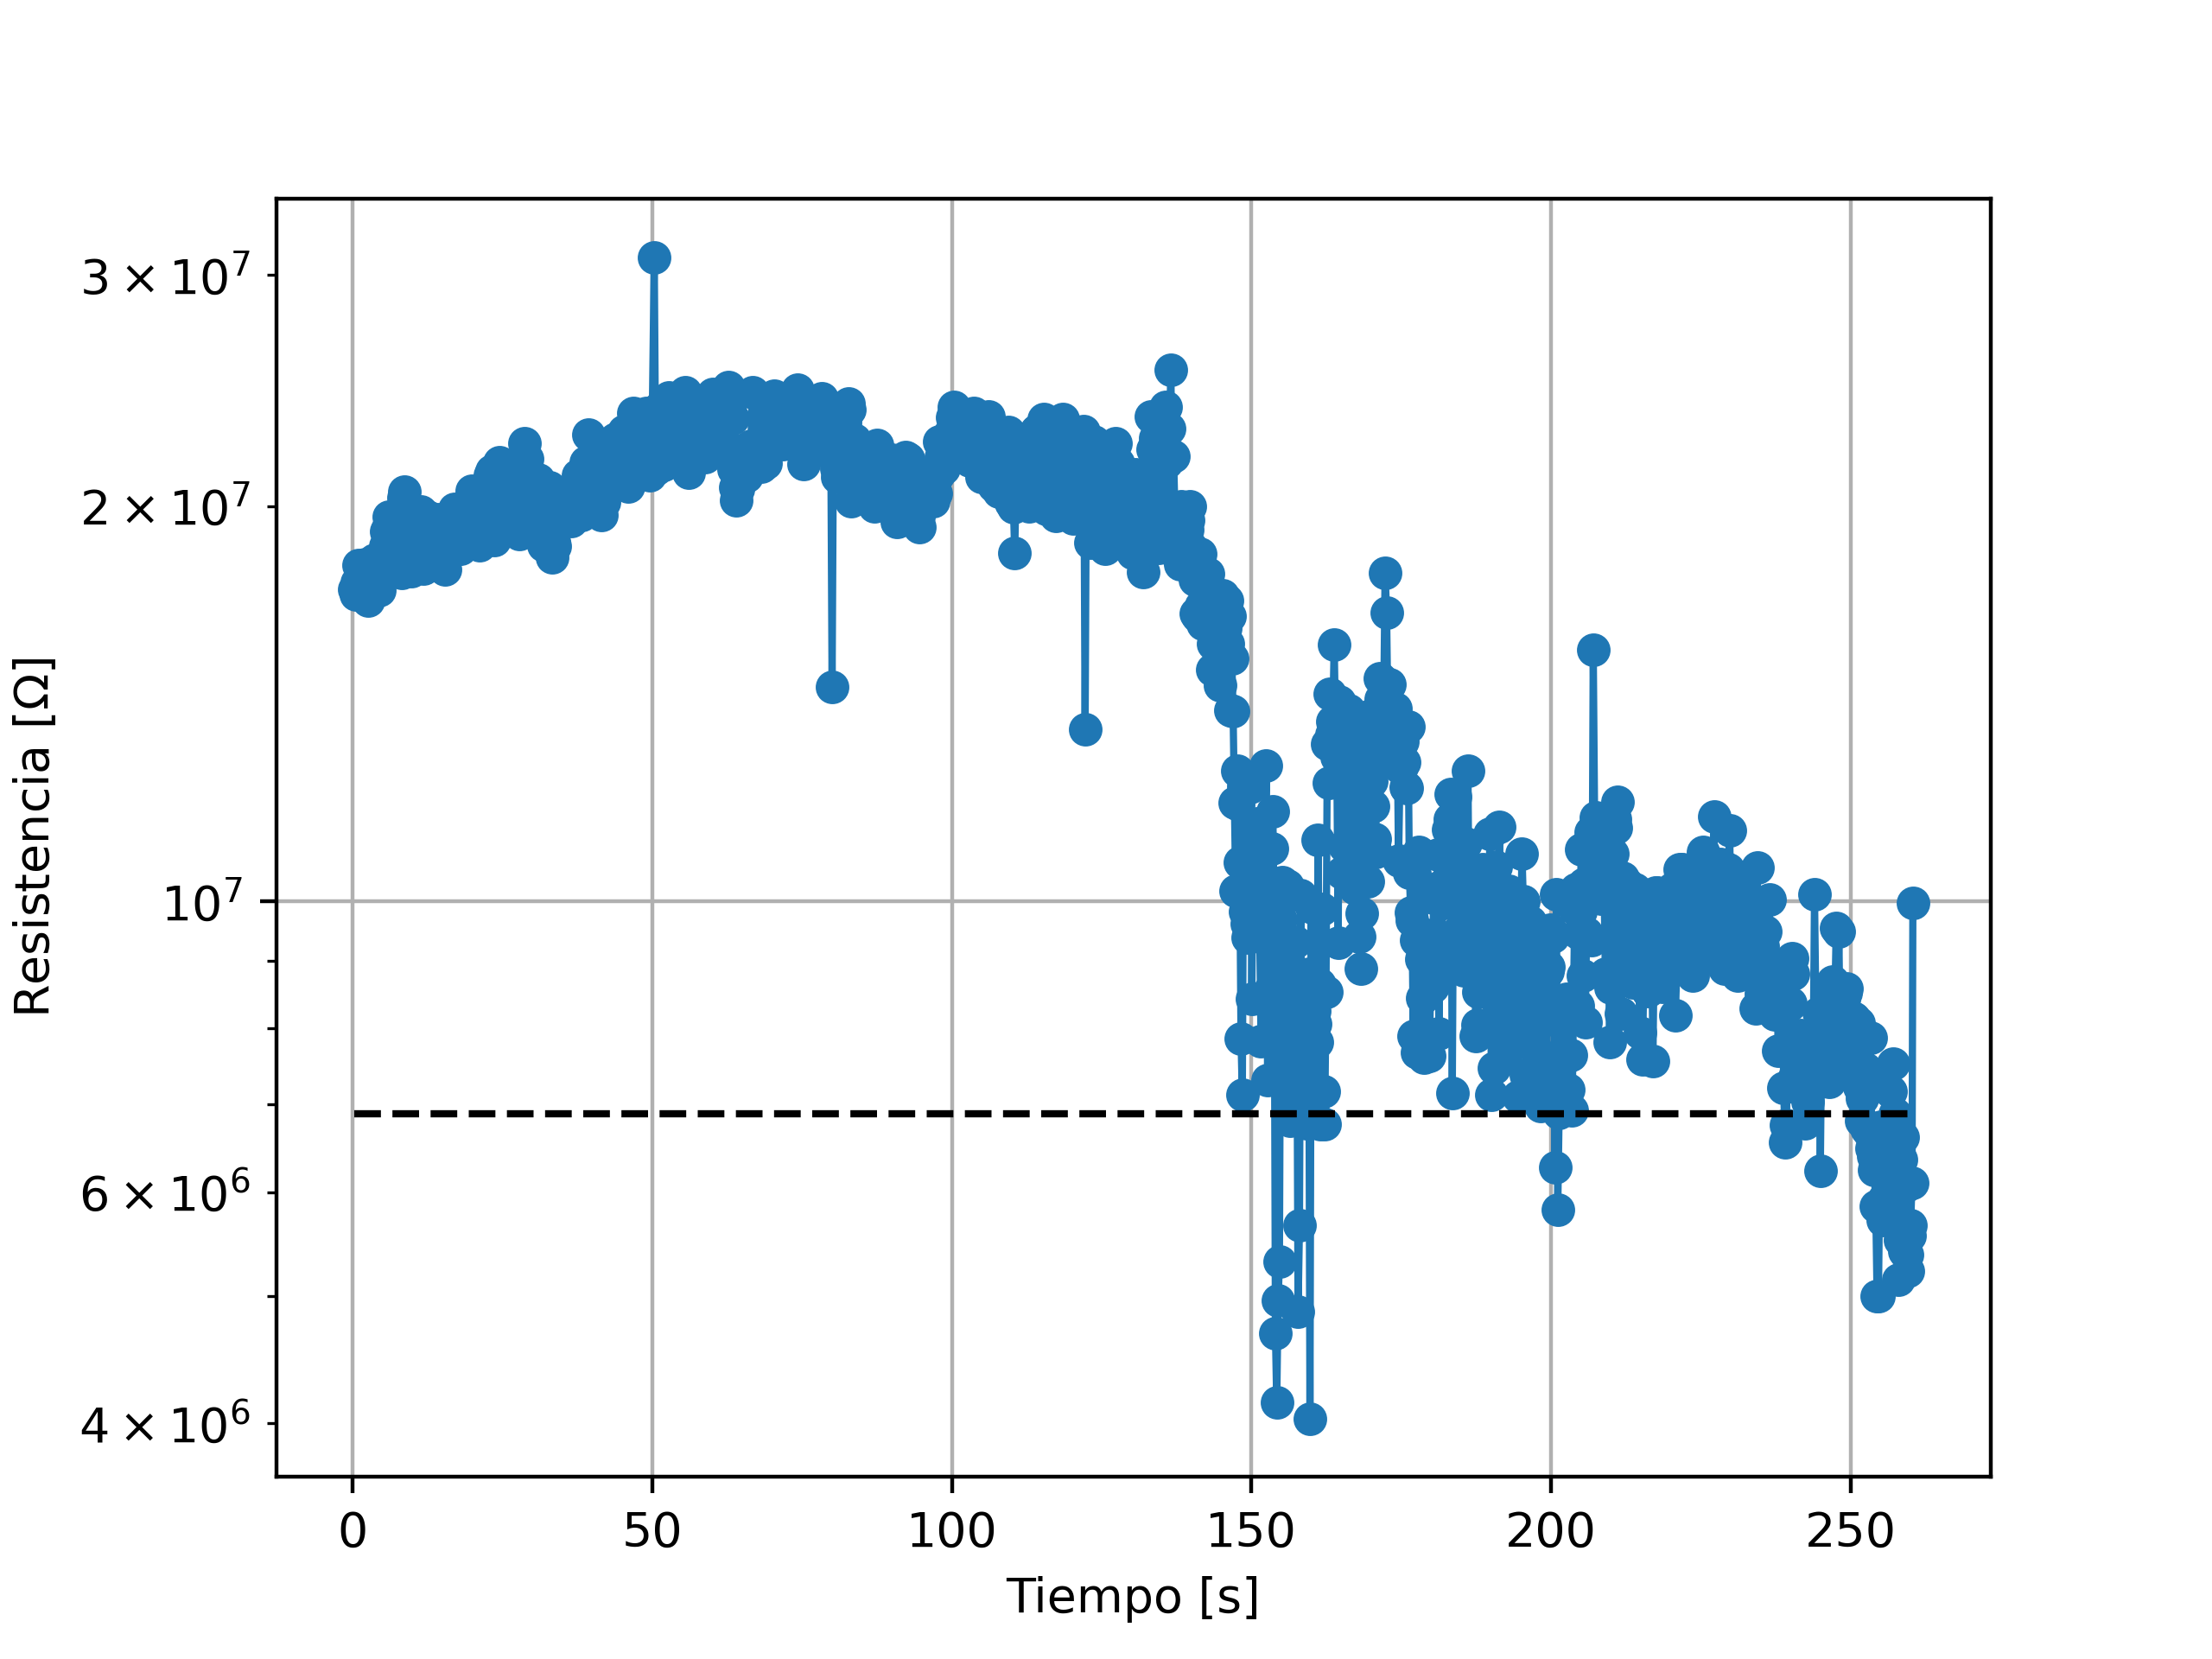 Resistencia [Ω]
3 × 10⁷
2 × 10⁷
10⁷
6 × 10⁶
4 × 10⁶
0 50 100 150 200 250
Tiempo [s]